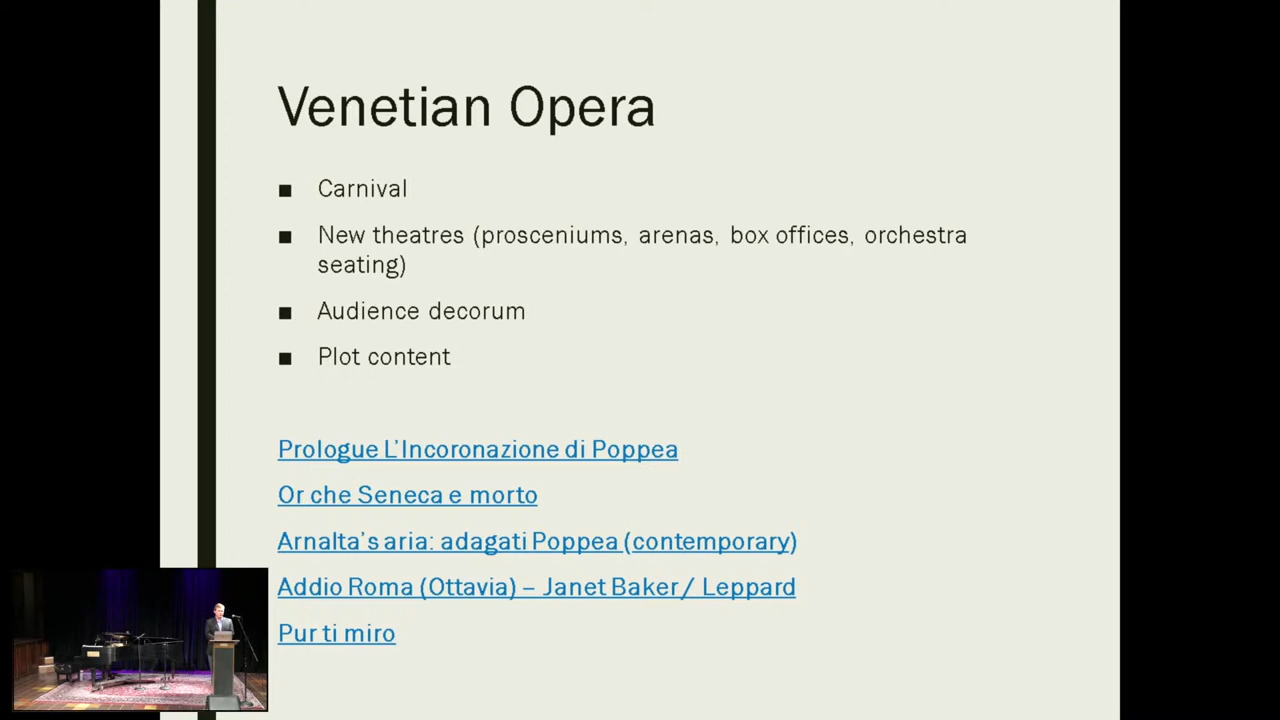 Venetian Opera
■ Carnival
■ New theatres (prosceniums, arenas, box offices, orchestra
seating)
■ Audience decorum
■ Plot content
Prologue L'Incoronazione di Poppea
Or che Seneca e morto
Arnalta's aria: adagati Poppea (contemporary)
Addio Roma (Ottavia) – Janet Baker / Leppard
Pur ti miro